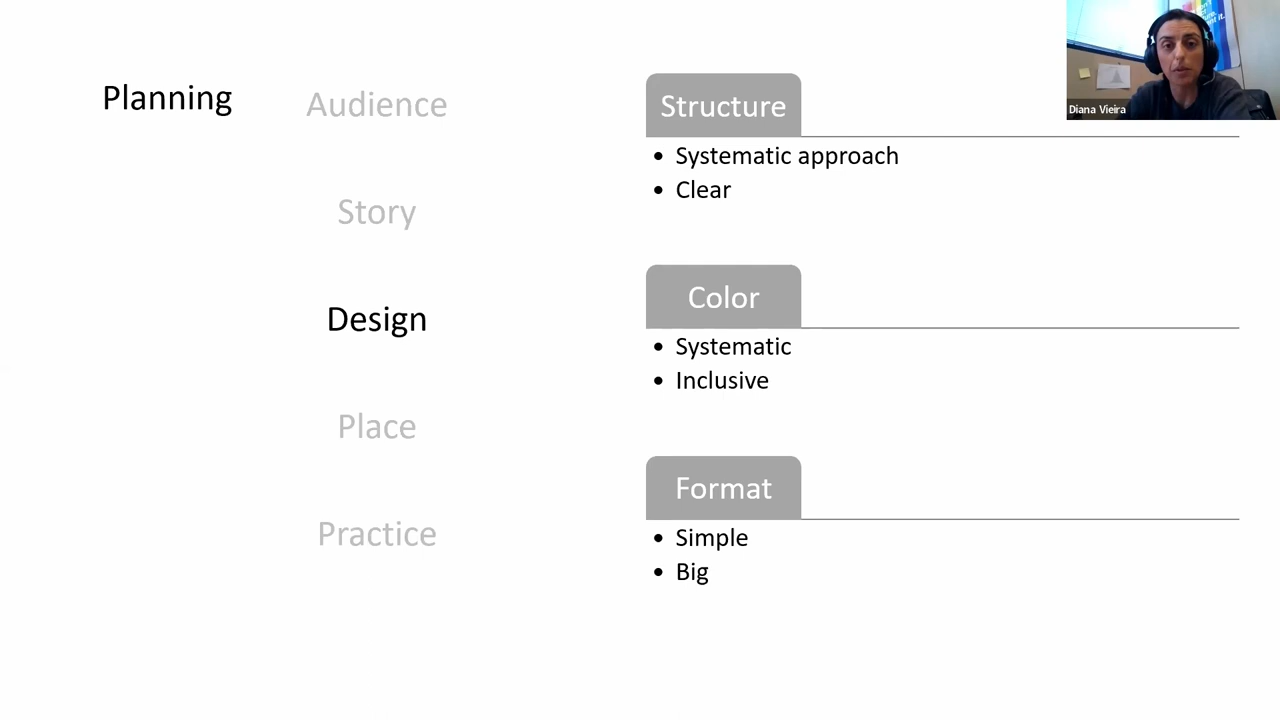 Planning
Audience
Story
Design
Place
Practice
Structure
• Systematic approach
• Clear
Color
• Systematic
• Inclusive
Format
• Simple
• Big
Diana Vieira